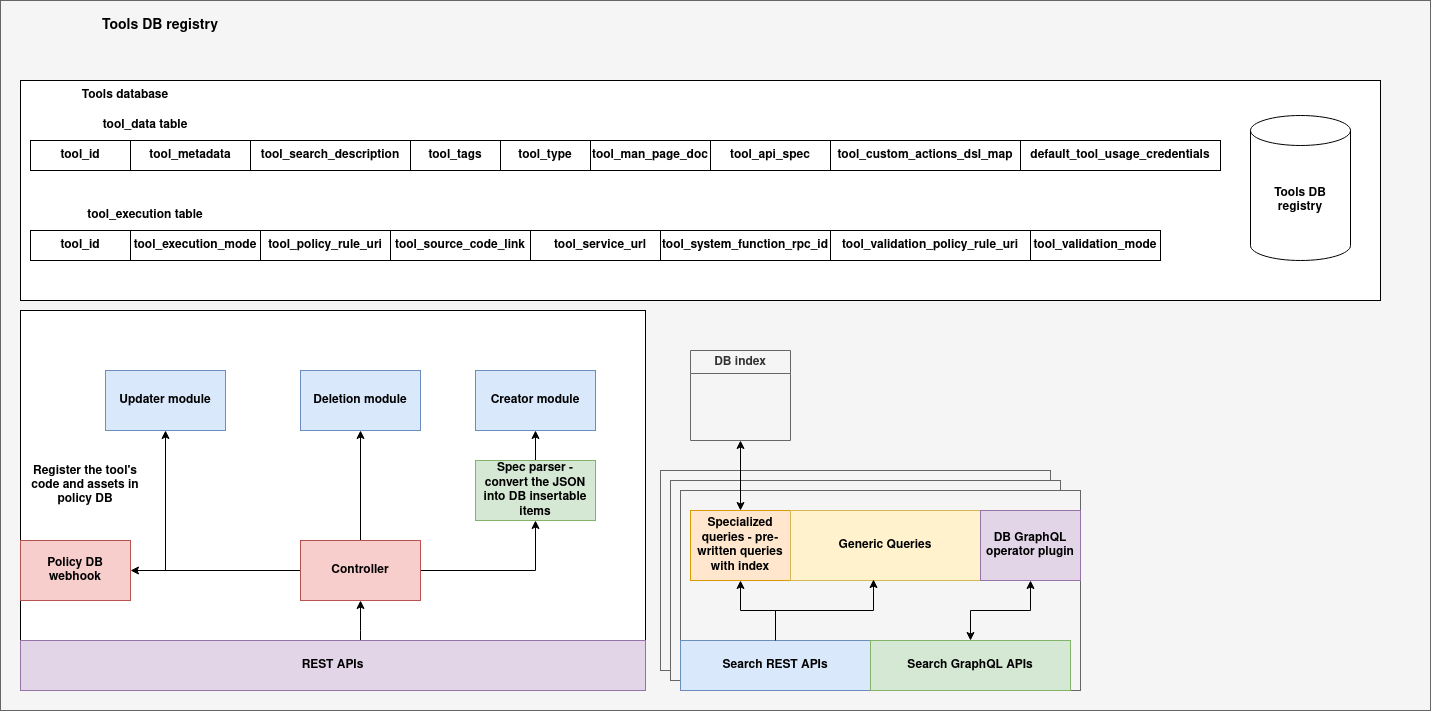 Tools DB registry
Tools database
tool_data table
tool_id tool_metadata tool_search_description tool_tags tool_type tool_man_page_doc tool_api_spec tool_custom_actions_dsl_map default_tool_usage_credentials
Tools DB
registry
tool_execution table
tool_id tool_execution_mode tool_policy_rule_uri tool_source_code_link tool_service_url tool_system_function_rpc_id tool_validation_policy_rule_uri tool_validation_mode
Updater module
Deletion module
Creator module
Register the tool's
code and assets in
policy DB
Spec parser -
convert the JSON
into DB insertable
items
Policy DB
webhook
Controller
REST APIs
DB index
Specialized
queries - pre-
written queries
with index
Generic Queries
DB GraphQL
operator plugin
Search REST APIs
Search GraphQL APIs